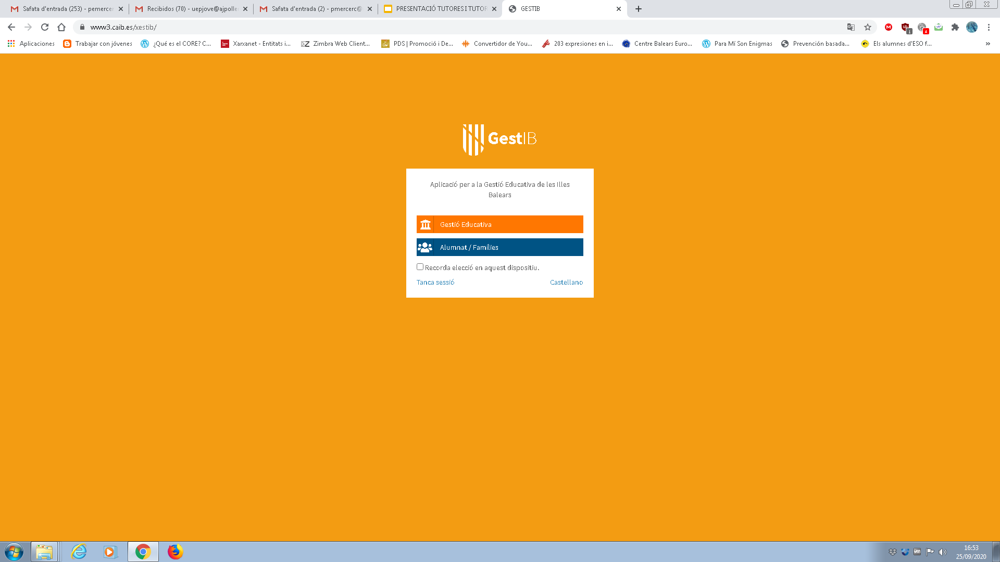 Safata d'entrada (253) - pemercer
Recibidos (70) - uepjove@ajpolle
Safata d'entrada (2) - pmercerc@
PRESENTACIÓ TUTORES I TUTOR
GESTIB
www3.caib.es/xestib/
Aplicaciones
Trabajar con jóvenes
¿Qué es el CORE? C...
Xarxanet - Entitats i...
Zimbra Web Client...
PDS | Promoció i De...
Convertidor de You...
203 expresiones en i...
Centre Balears Euro...
Para Mí Son Enigmas
Prevención basada...
Els alumnes d'ESO f...
GestIB
Aplicació per a la Gestió Educativa de les Illes
Balears
Gestió Educativa
Alumnat / Famílies
Recorda elecció en aquest dispositiu.
Tanca sessió
Castellano
16:53
25/09/2020